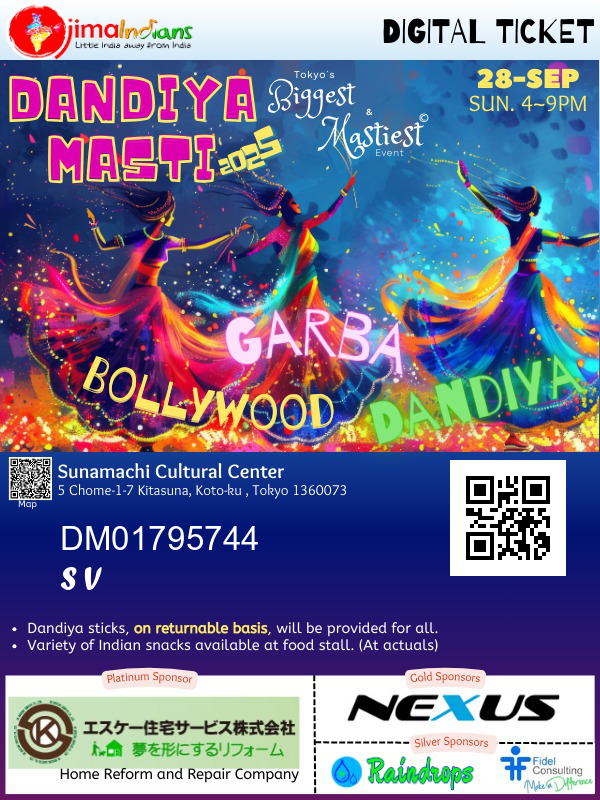 OjimaIndians
Little India away from India
DIGITAL TICKET
DANDIYA
MASTI 2025
Tokyo's
Biggest
&
Mastiest©
Event
28-SEP
SUN. 4~9PM
GARBA
BOLLYWOOD
DANDIYA
Map
Sunamachi Cultural Center
5 Chome-1-7 Kitasuna, Koto-ku , Tokyo 1360073
DM01795744
S V
• Dandiya sticks, on returnable basis, will be provided for all.
• Variety of Indian snacks available at food stall. (At actuals)
Platinum Sponsor
SK
エスケー住宅サービス株式会社
夢を形にするリフォーム
Home Reform and Repair Company
Gold Sponsors
NEXUS
Silver Sponsors
Raindrops
Fidel
Consulting
Make a Difference